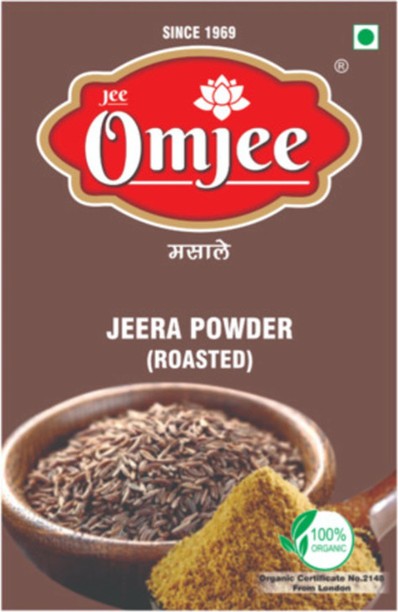 SINCE 1969
®
Jee
Omjee
मसाले
JEERA POWDER
(ROASTED)
100%
ORGANIC
Organic Certificate No.2148
From London